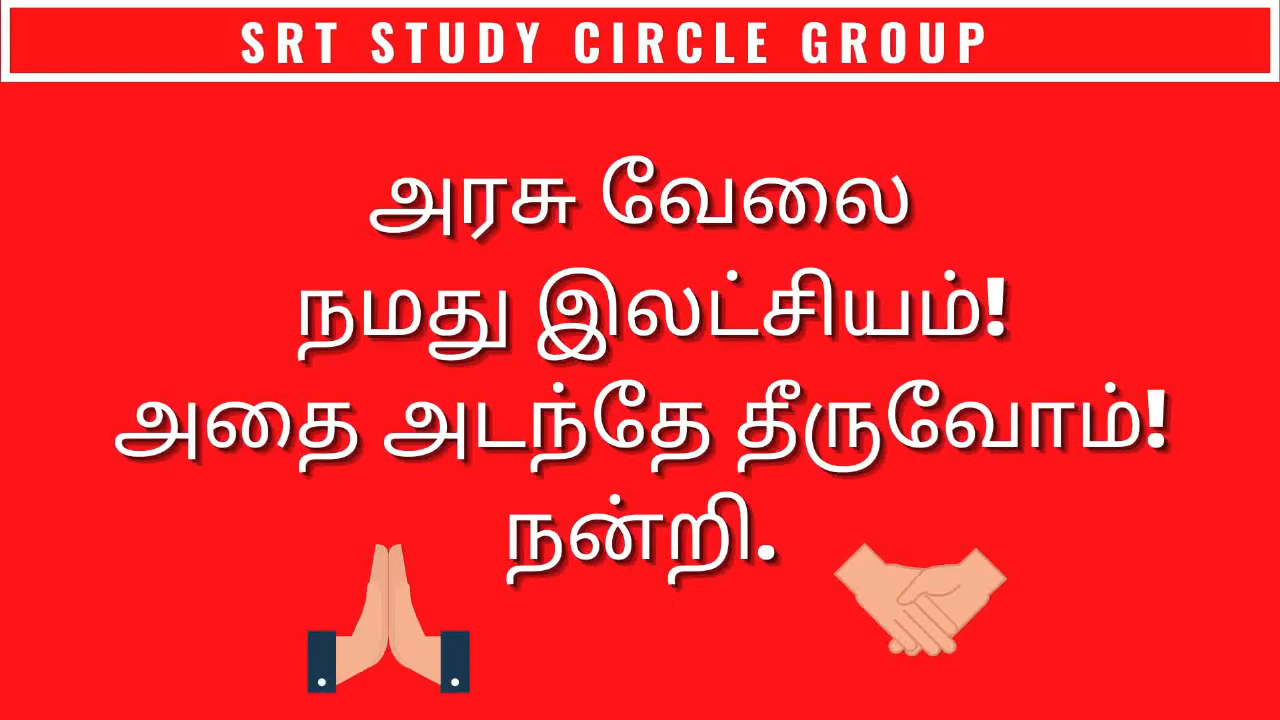 SRT STUDY CIRCLE GROUP
அரசு வேலை
நமது இலட்சியம்!
அதை அடந்தே தீருவோம்!
நன்றி.